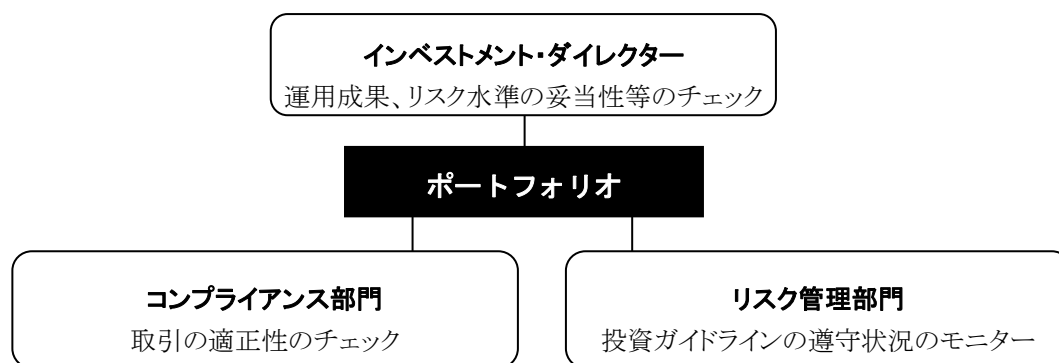 インベストメント・ダイレクター
運用成果、リスク水準の妥当性等のチェック
ポートフォリオ
コンプライアンス部門
取引の適正性のチェック
リスク管理部門
投資ガイドラインの遵守状況のモニター